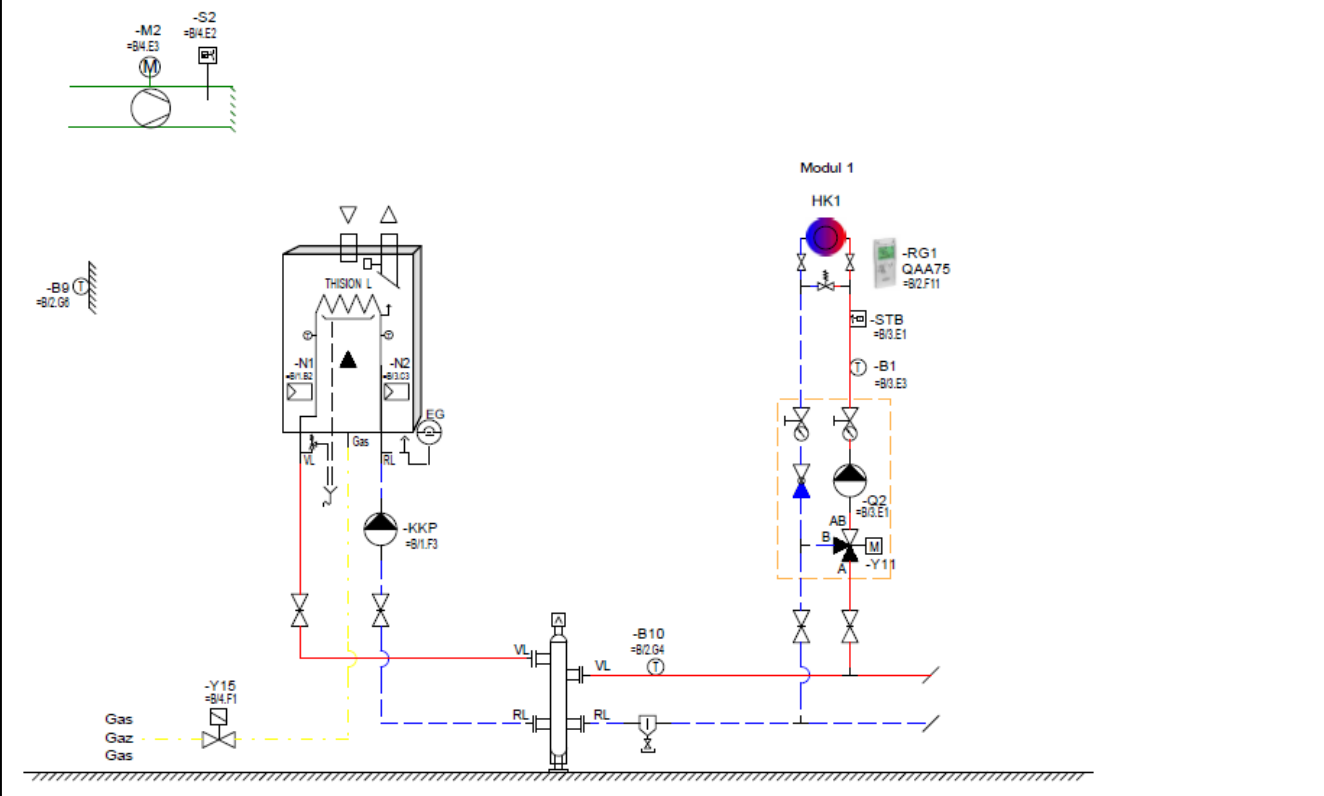 -S2
=B/4.E2
-M2
=B/4.E3
M
Modul 1
HK1
-RG1
QAA75
=B/2.F11
-B9
T
=B/2.G6
THISION L
-STB
=B/3.E1
T
T
-N1
=B/1.B2
-N2
=B/3.C3
T
-B1
=B/3.E3
EG
Gas
VL
RL
-Q2
=B/3.E1
AB
B
M
-Y11
A
-KKP
=B/1.F3
A
-B10
=B/2.G4
T
VL
VL
-Y15
=B/4.F1
RL
RL
Gas
Gaz
Gas